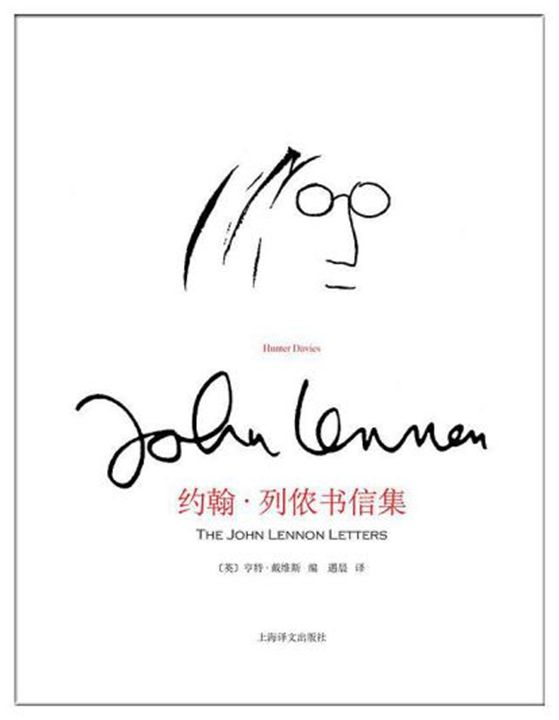 Hunter Davies
John Lennon
约翰·列侬书信集
THE JOHN LENNON LETTERS
〔英〕亨特·戴维斯 编 遇晨 译
上海译文出版社